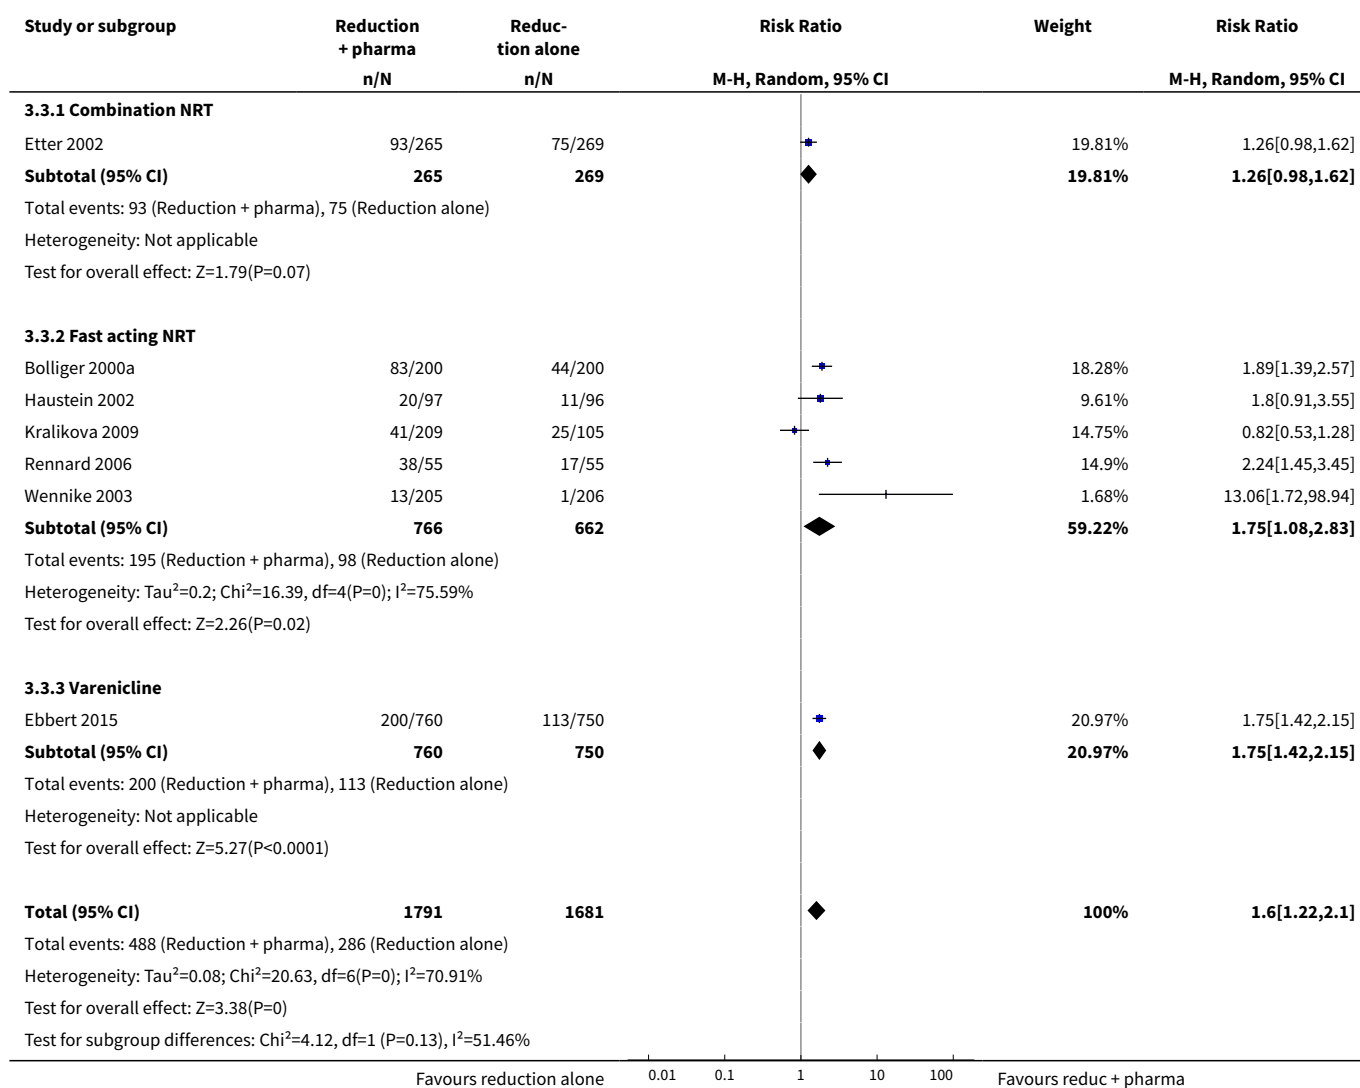 Study or subgroup Reduction + pharma Reduc-tion alone Risk Ratio Weight Risk Ratio
n/N n/N M-H, Random, 95% CI M-H, Random, 95% CI
3.3.1 Combination NRT
Etter 2002 93/265 75/269 19.81% 1.26[0.98,1.62]
Subtotal (95% CI) 265 269 19.81% 1.26[0.98,1.62]
Total events: 93 (Reduction + pharma), 75 (Reduction alone)
Heterogeneity: Not applicable
Test for overall effect: Z=1.79(P=0.07)
3.3.2 Fast acting NRT
Bolliger 2000a 83/200 44/200 18.28% 1.89[1.39,2.57]
Haustein 2002 20/97 11/96 9.61% 1.8[0.91,3.55]
Kralikova 2009 41/209 25/105 14.75% 0.82[0.53,1.28]
Rennard 2006 38/55 17/55 14.9% 2.24[1.45,3.45]
Wennike 2003 13/205 1/206 1.68% 13.06[1.72,98.94]
Subtotal (95% CI) 766 662 59.22% 1.75[1.08,2.83]
Total events: 195 (Reduction + pharma), 98 (Reduction alone)
Heterogeneity: Tau²=0.2; Chi²=16.39, df=4(P=0); I²=75.59%
Test for overall effect: Z=2.26(P=0.02)
3.3.3 Varenicline
Ebbert 2015 200/760 113/750 20.97% 1.75[1.42,2.15]
Subtotal (95% CI) 760 750 20.97% 1.75[1.42,2.15]
Total events: 200 (Reduction + pharma), 113 (Reduction alone)
Heterogeneity: Not applicable
Test for overall effect: Z=5.27(P<0.0001)
Total (95% CI) 1791 1681 100% 1.6[1.22,2.1]
Total events: 488 (Reduction + pharma), 286 (Reduction alone)
Heterogeneity: Tau²=0.08; Chi²=20.63, df=6(P=0); I²=70.91%
Test for overall effect: Z=3.38(P=0)
Test for subgroup differences: Chi²=4.12, df=1 (P=0.13), I²=51.46%
Favours reduction alone 0.01 0.1 1 10 100 Favours reduc + pharma